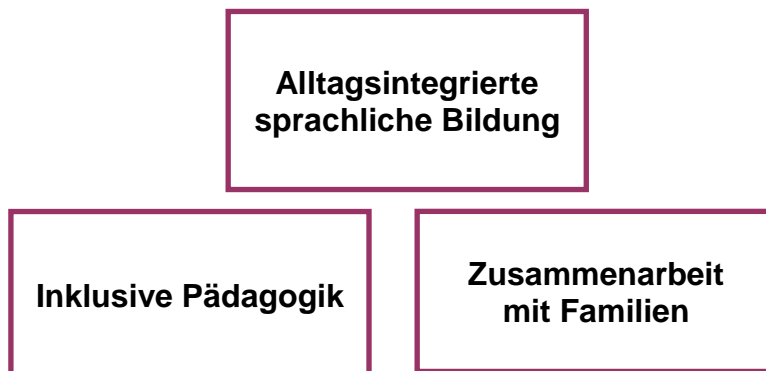 Alltagsintegrierte
sprachliche Bildung
Inklusive Pädagogik
Zusammenarbeit
mit Familien